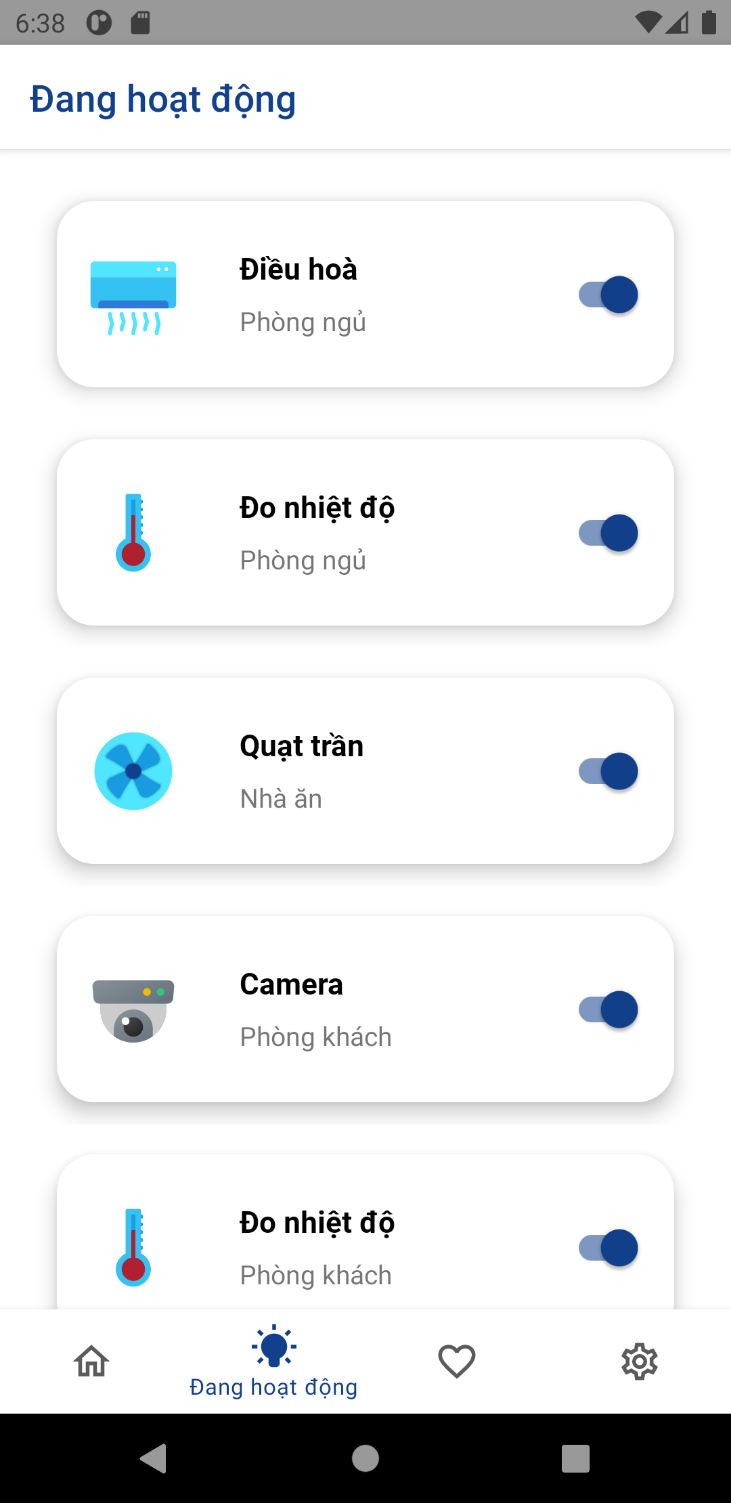 6:38
Đang hoạt động
Điều hoà
Phòng ngủ
Đo nhiệt độ
Phòng ngủ
Quạt trần
Nhà ăn
Camera
Phòng khách
Đo nhiệt độ
Phòng khách
Đang hoạt động